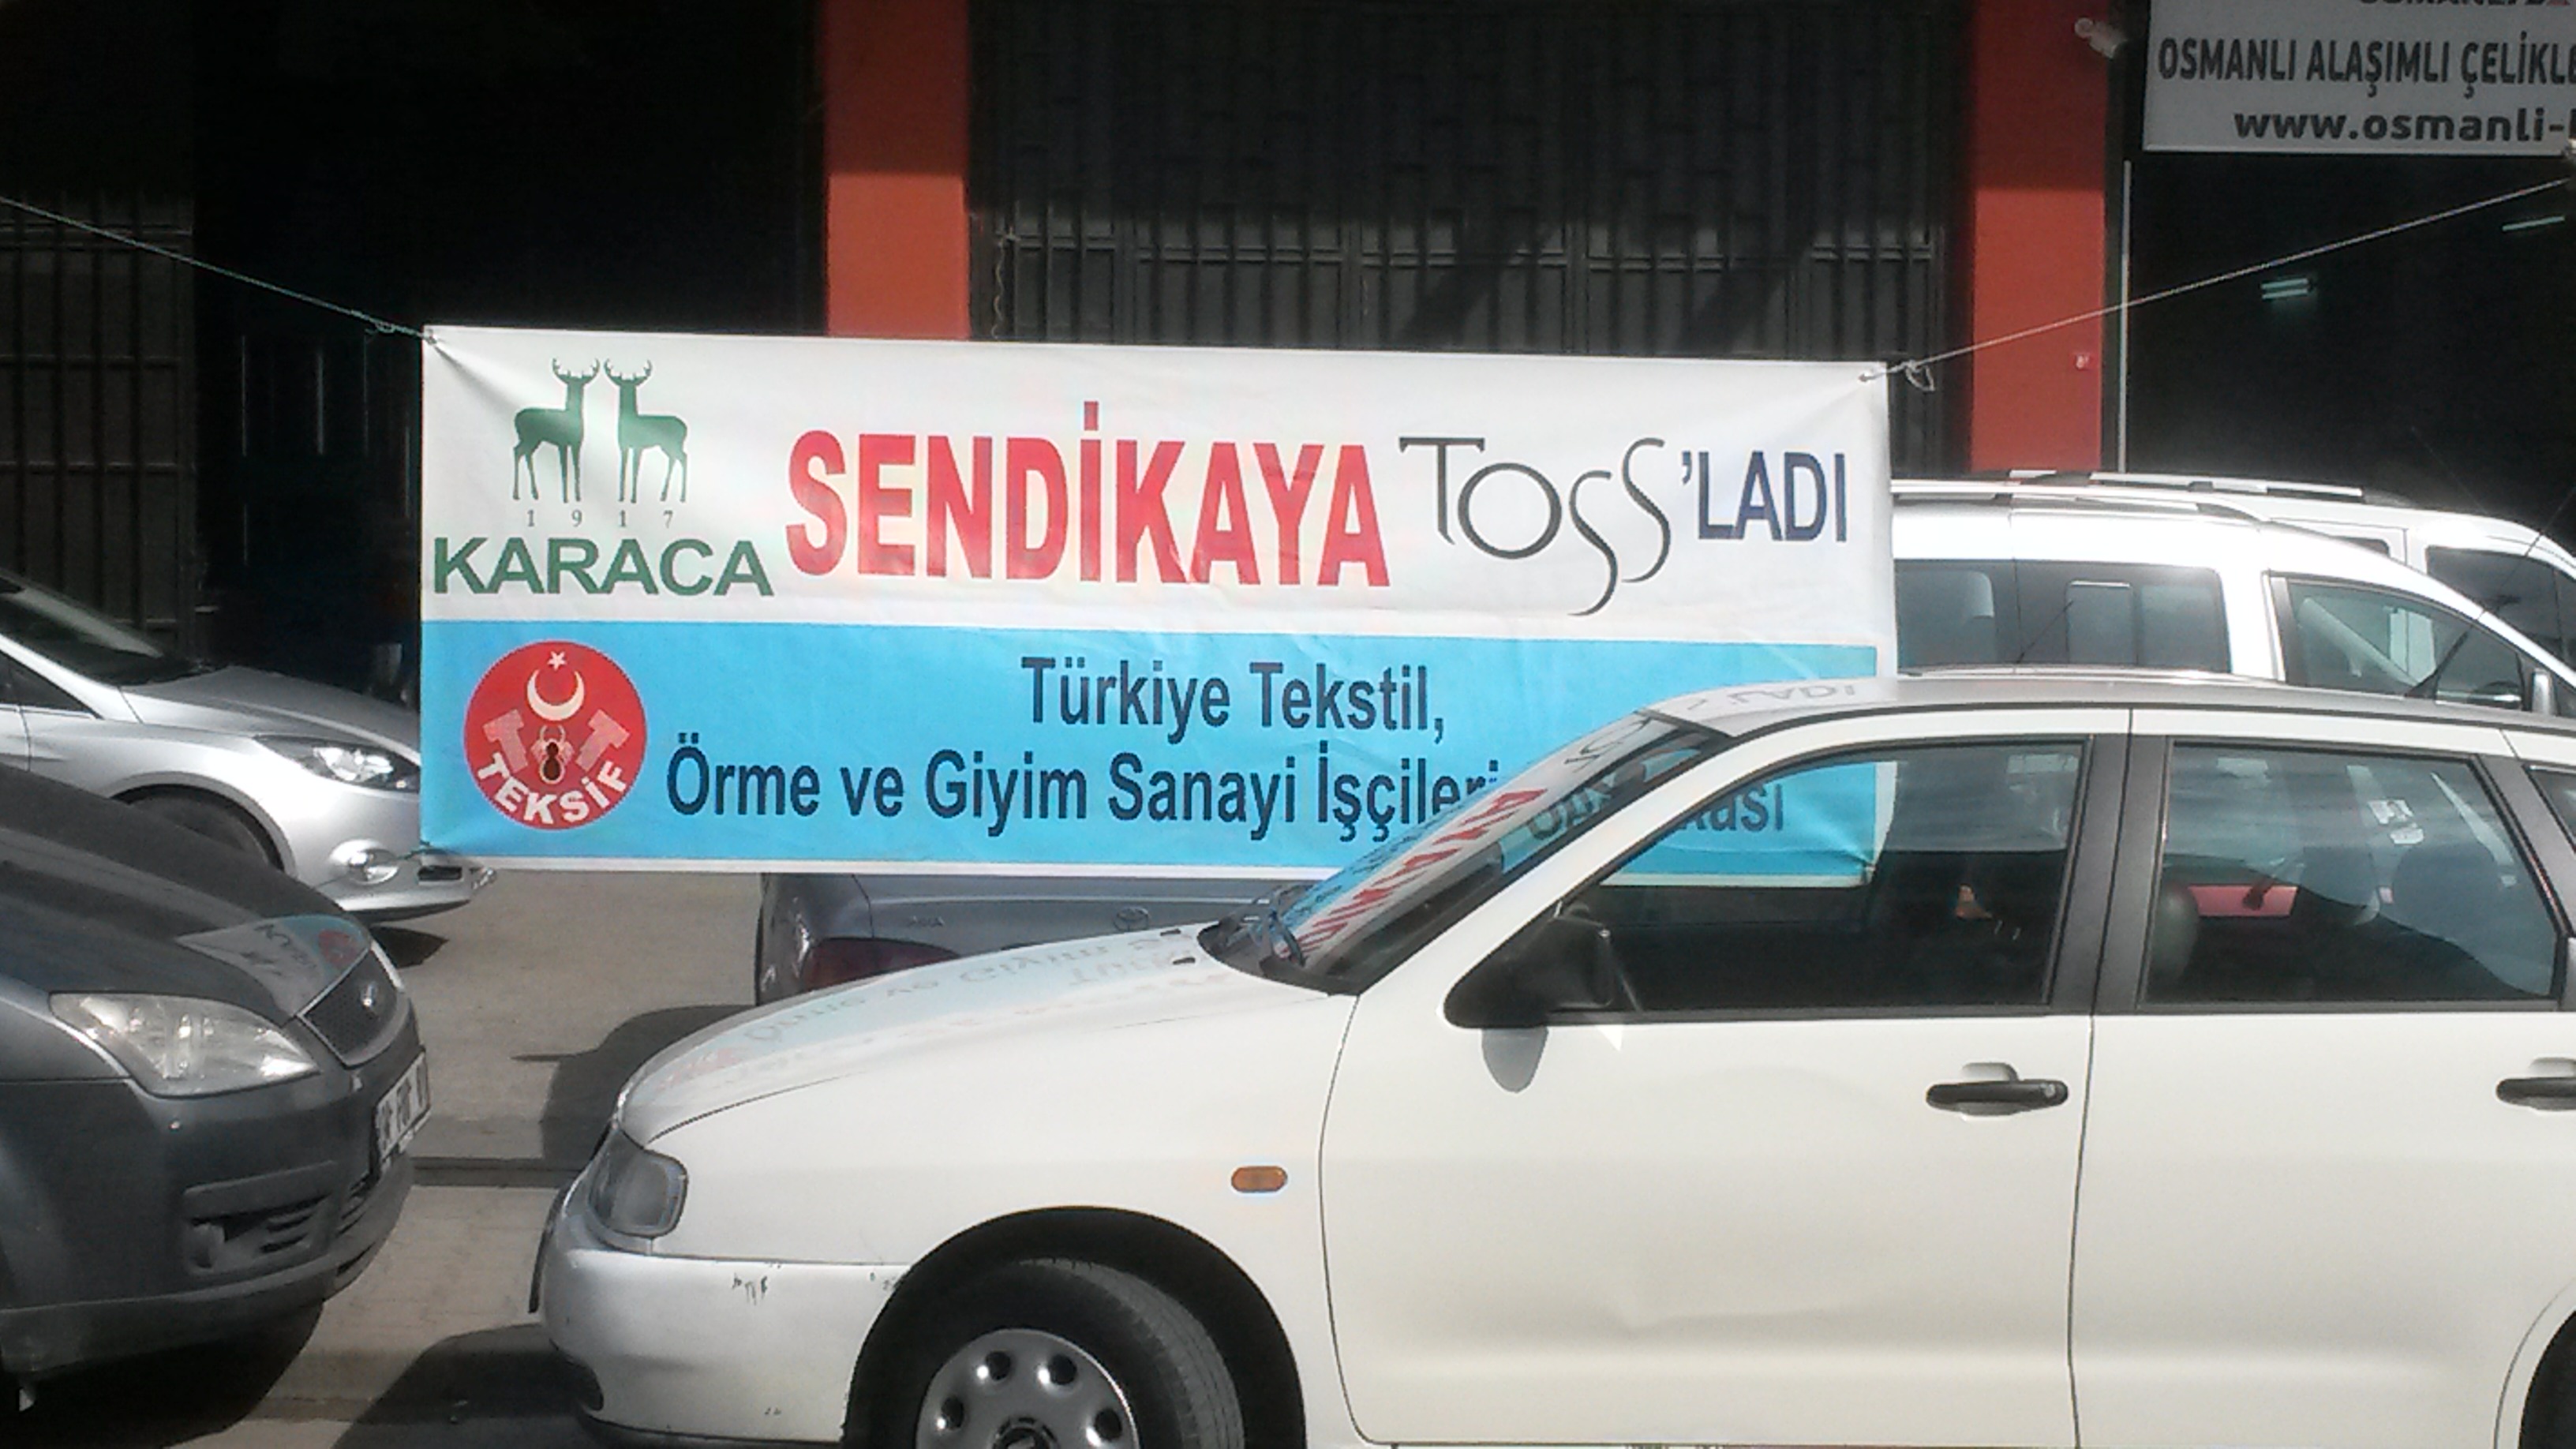 OSMANLI ALAŞIMLI ÇELİKLE
www.osmanli-
1917
KARACA
SENDİKAYA TOSS'LADI
TEKSİF
Türkiye Tekstil,
Örme ve Giyim Sanayi İşçileri